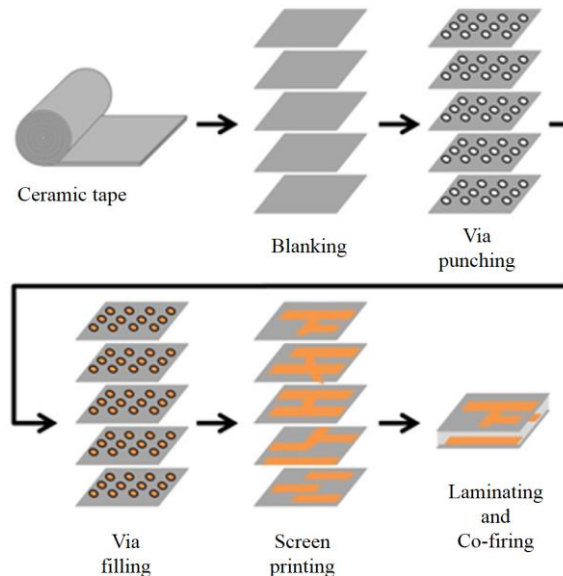 Ceramic tape
Blanking
Via
punching
Via
filling
Screen
printing
Laminating
and
Co-firing